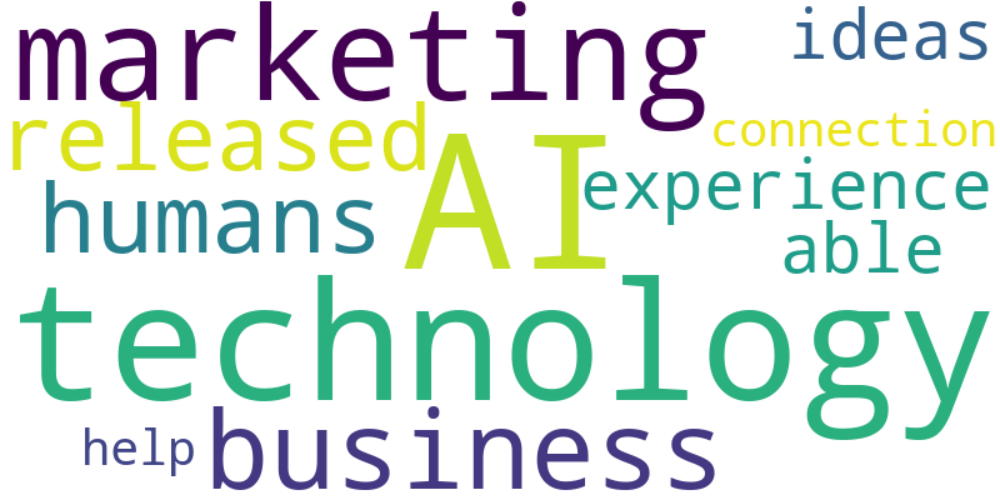 marketing
ideas
released
connection
AI
humans
experience
able
technology
help
business